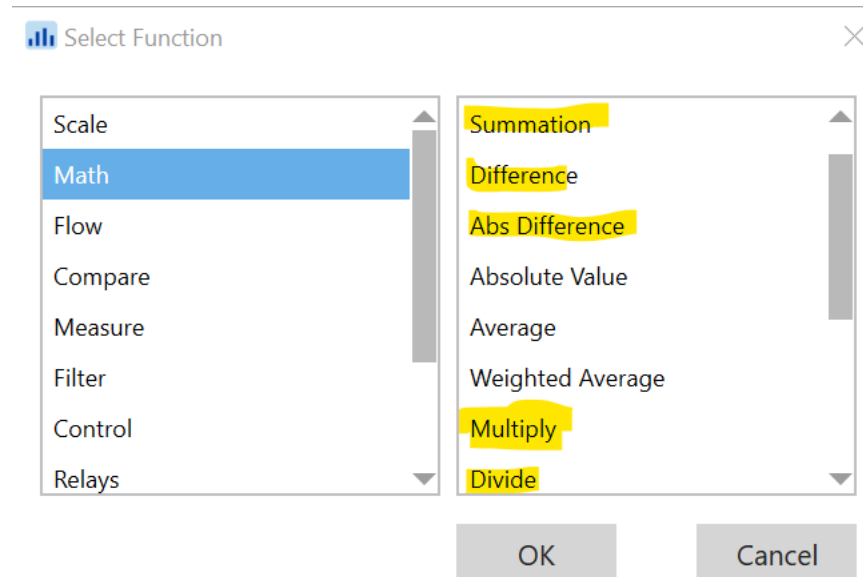 Select Function
Scale
Math
Flow
Compare
Measure
Filter
Control
Relays
Summation
Difference
Abs Difference
Absolute Value
Average
Weighted Average
Multiply
Divide
OK
Cancel